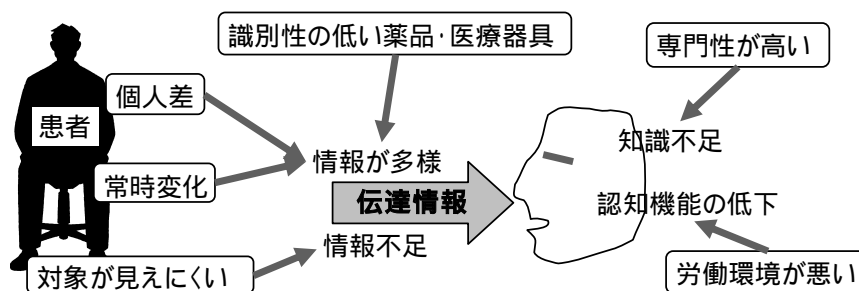 識別性の低い薬品・医療器具
専門性が高い
個人差
患者
知識不足
情報が多様
常時変化
伝達情報
認知機能の低下
情報不足
対象が見えにくい
労働環境が悪い